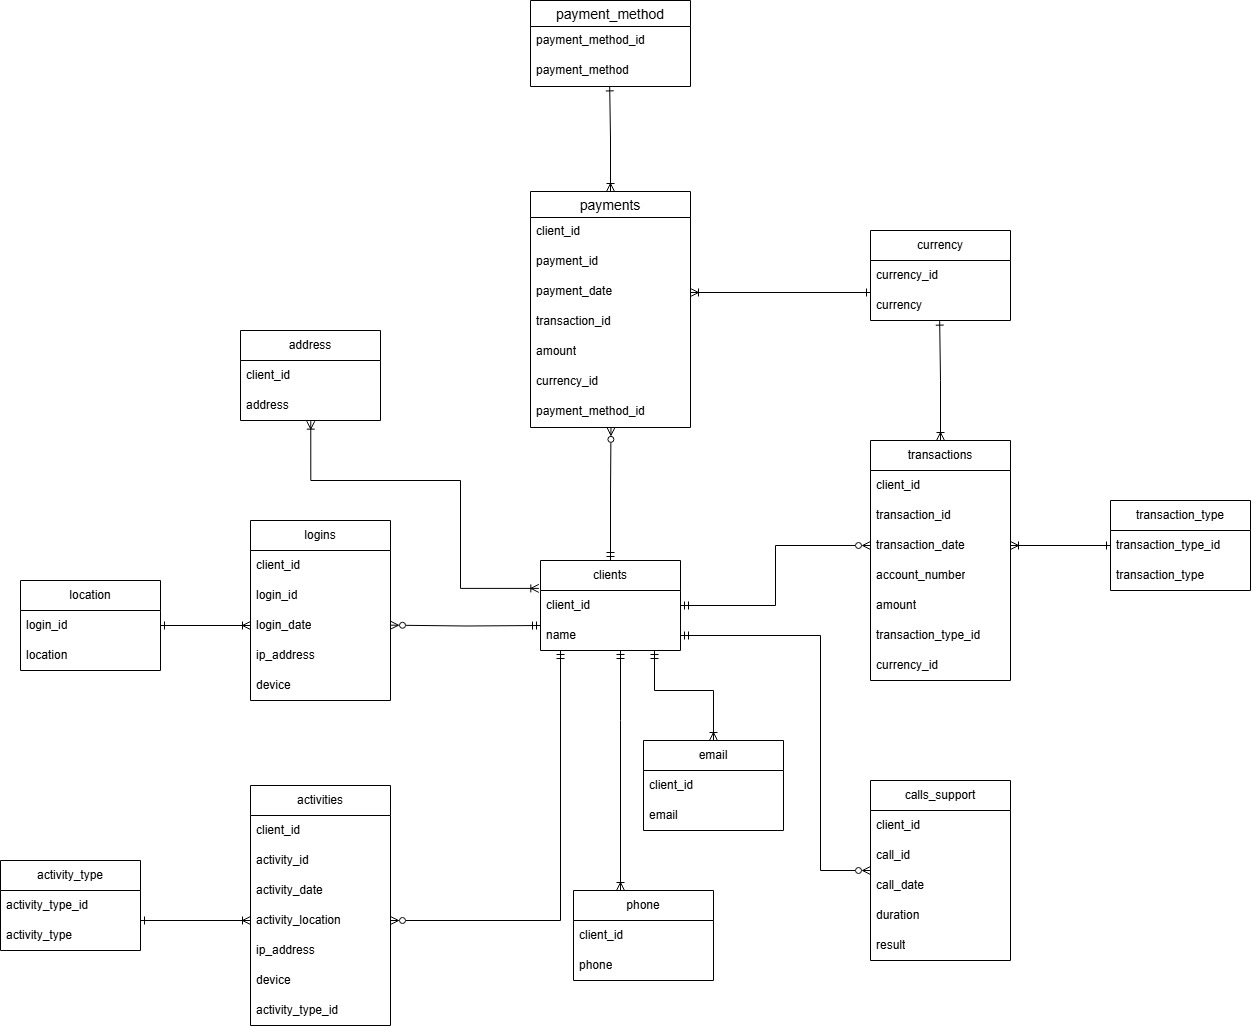 payment_method
payment_method_id
payment_method
payments
client_id
payment_id
payment_date
transaction_id
amount
currency_id
payment_method_id
currency
currency_id
currency
address
client_id
address
transactions
client_id
transaction_id
transaction_date
account_number
amount
transaction_type_id
currency_id
transaction_type
transaction_type_id
transaction_type
logins
client_id
login_id
login_date
ip_address
device
clients
client_id
name
location
login_id
location
email
client_id
email
calls_support
client_id
call_id
call_date
duration
result
activities
client_id
activity_id
activity_date
activity_location
ip_address
device
activity_type_id
activity_type
activity_type_id
activity_type
phone
client_id
phone